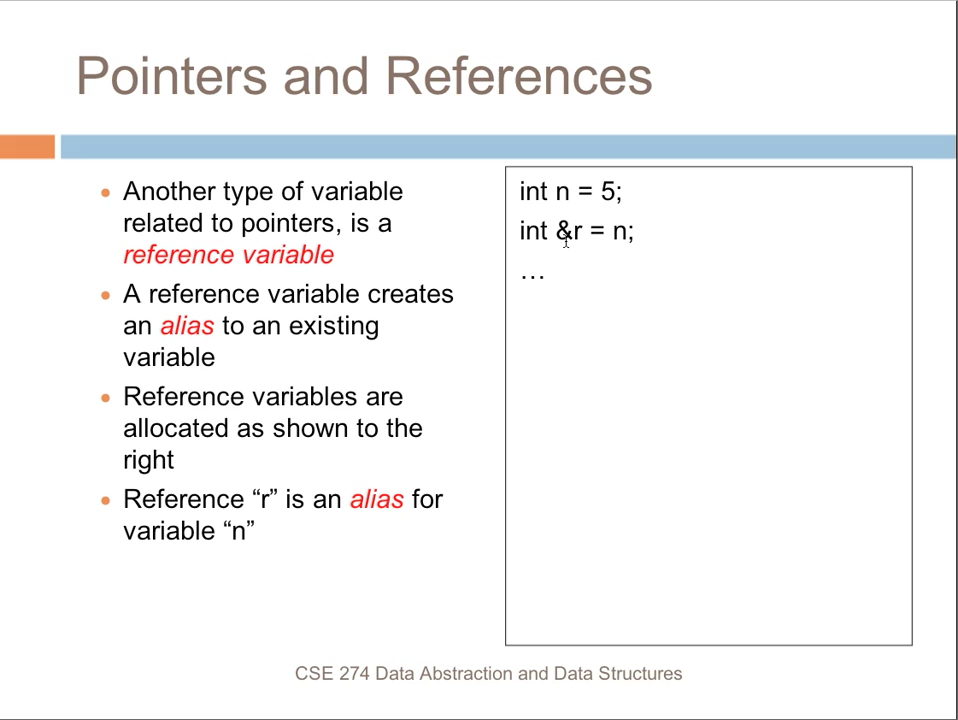 Pointers and References
• Another type of variable
related to pointers, is a
reference variable
• A reference variable creates
an alias to an existing
variable
• Reference variables are
allocated as shown to the
right
• Reference “r” is an alias for
variable “n”
int n = 5;
int &r = n;
…
CSE 274 Data Abstraction and Data Structures